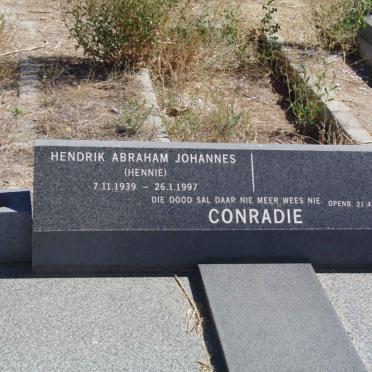 HENDRIK ABRAHAM JOHANNES
(HENNIE)
7.11.1939 – 26.1.1997
DIE DOOD SAL DAAR NIE MEER WEES NIE. OPENB. 21.4
CONRADIE